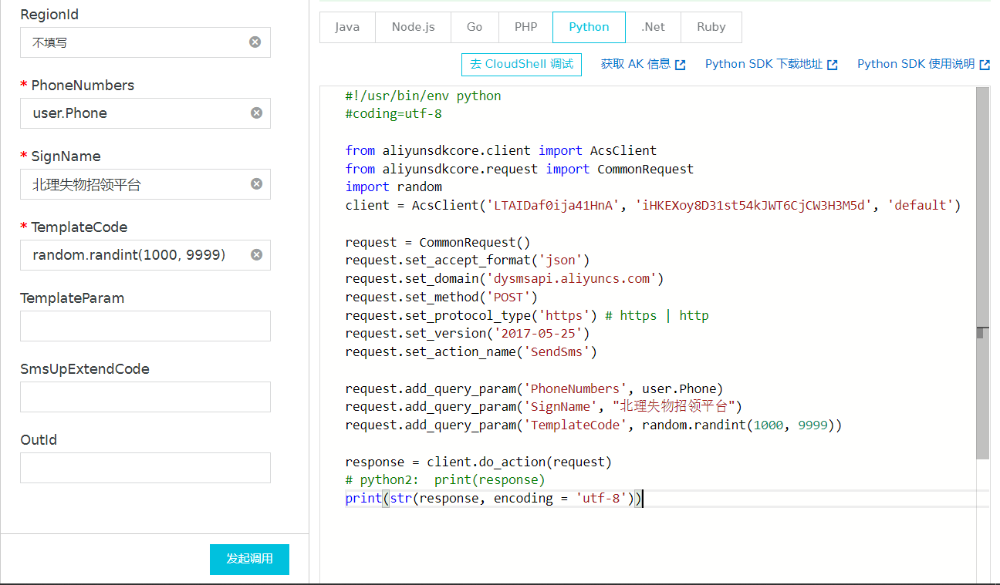 RegionId
不填写
* PhoneNumbers
user.Phone
* SignName
北理失物招领平台
* TemplateCode
random.randint(1000, 9999)
TemplateParam
SmsUpExtendCode
OutId
发起调用
Java Node.js Go PHP Python .Net Ruby
去 CloudShell 调试 获取 AK 信息 Python SDK 下载地址 Python SDK 使用说明
#!/usr/bin/env python
#coding=utf-8
from aliyunsdkcore.client import AcsClient
from aliyunsdkcore.request import CommonRequest
import random
client = AcsClient('LTAIDaf0ija41HnA', 'iHKEXoy8D31st54kJWT6CjCW3H3M5d', 'default')
request = CommonRequest()
request.set_accept_format('json')
request.set_domain('dysmsapi.aliyuncs.com')
request.set_method('POST')
request.set_protocol_type('https') # https | http
request.set_version('2017-05-25')
request.set_action_name('SendSms')
request.add_query_param('PhoneNumbers', user.Phone)
request.add_query_param('SignName', "北理失物招领平台")
request.add_query_param('TemplateCode', random.randint(1000, 9999))
response = client.do_action(request)
# python2:  print(response)
print(str(response, encoding = 'utf-8'))